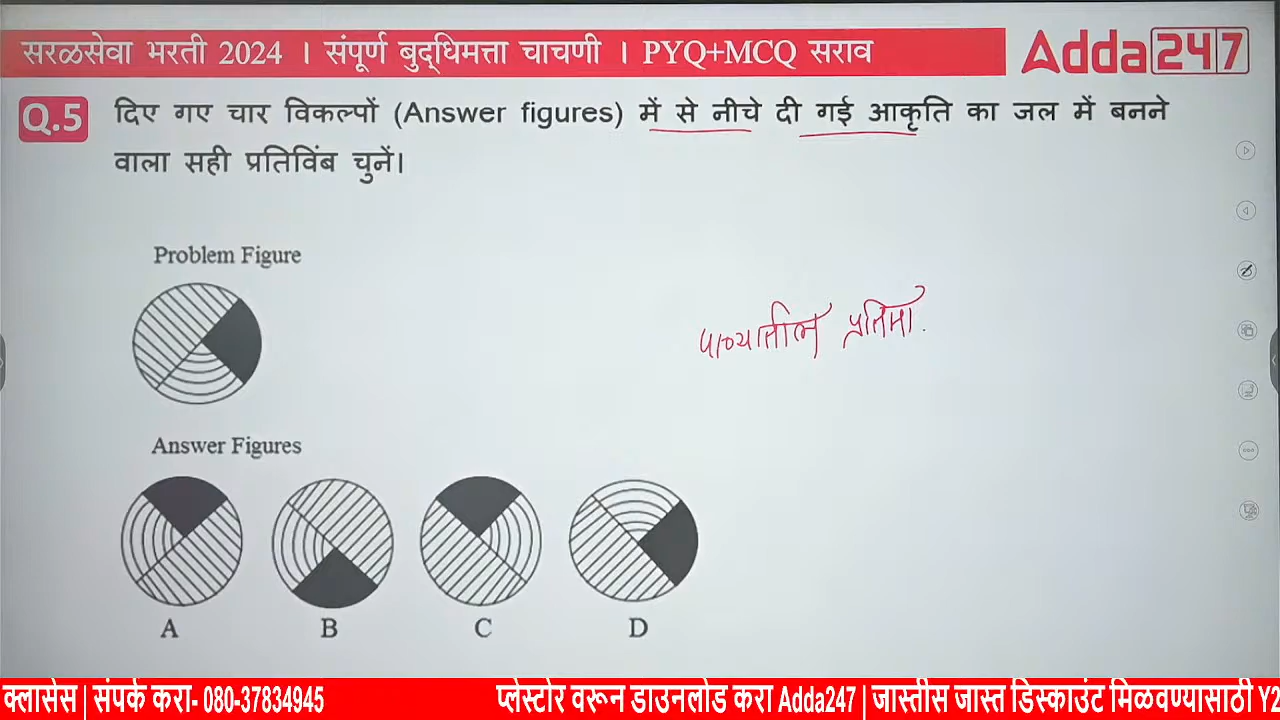 सरळसेवा भरती 2024 । संपूर्ण बुद्धिमत्ता चाचणी । PYQ+MCQ सराव
Adda247
Q.5 दिए गए चार विकल्पों (Answer figures) में से नीचे दी गई आकृति का जल में बनने
वाला सही प्रतिविंब चुनें।
Problem Figure
पाण्यातील प्रतिमा.
Answer Figures
A B C D
क्लासेस | संपर्क करा- 080-37834945 प्लेस्टोर वरून डाउनलोड करा Adda247 | जास्तीस जास्त डिस्काउंट मिळवण्यासाठी Y2